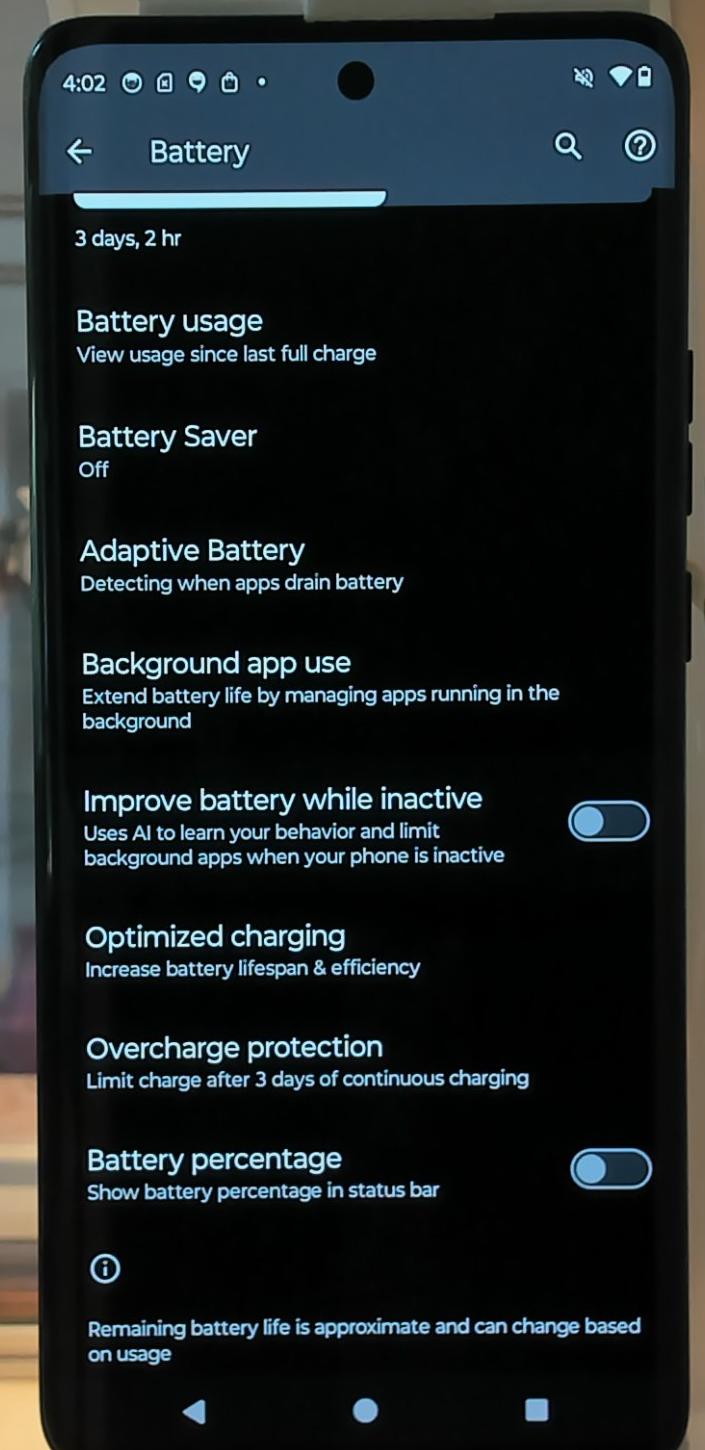 4:02
Battery
3 days, 2 hr
Battery usage
View usage since last full charge
Battery Saver
Off
Adaptive Battery
Detecting when apps drain battery
Background app use
Extend battery life by managing apps running in the
background
Improve battery while inactive
Uses AI to learn your behavior and limit
background apps when your phone is inactive
Optimized charging
Increase battery lifespan & efficiency
Overcharge protection
Limit charge after 3 days of continuous charging
Battery percentage
Show battery percentage in status bar
Remaining battery life is approximate and can change based
on usage